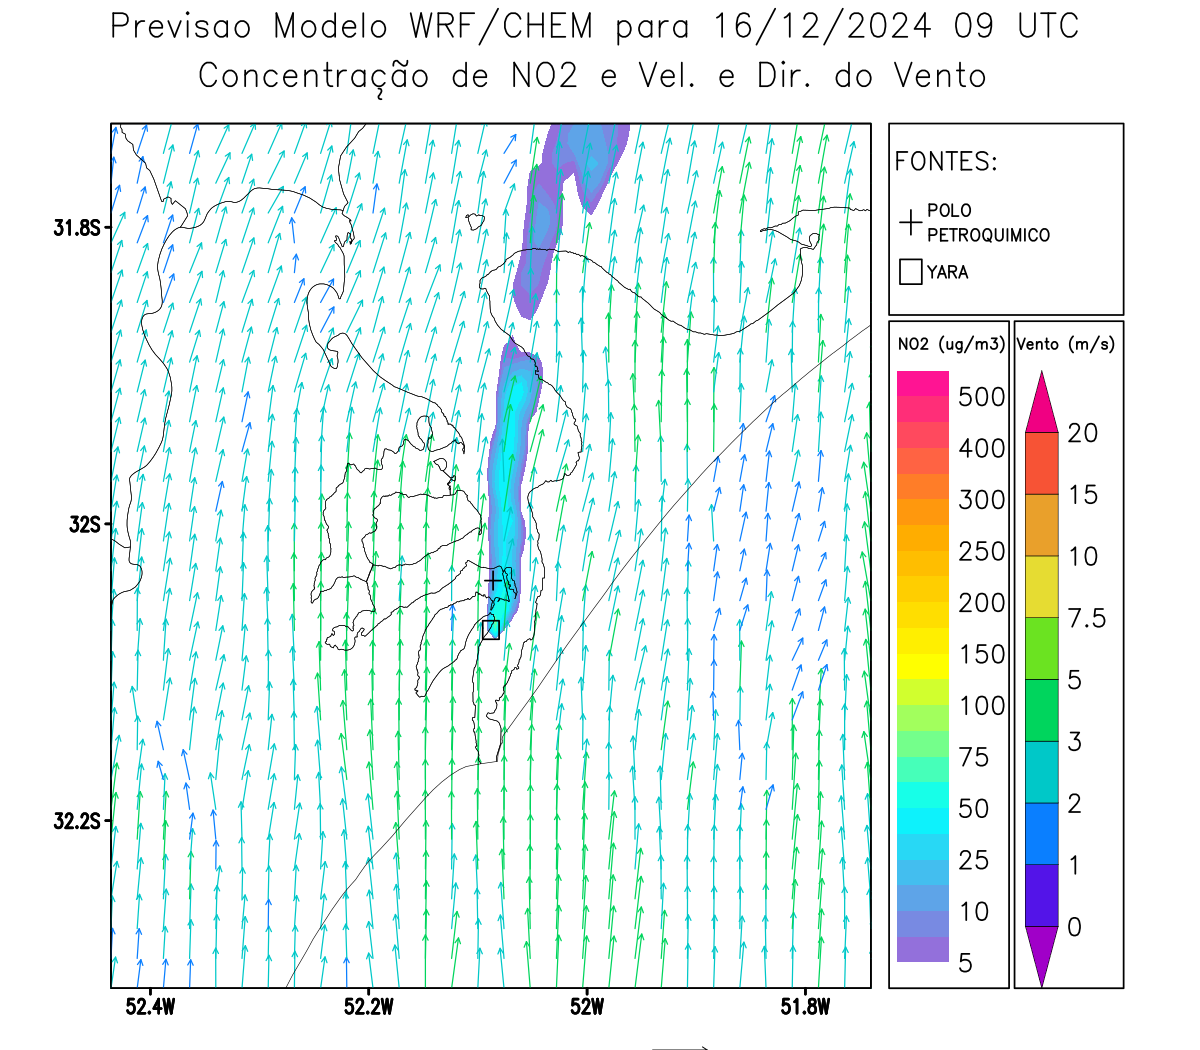 Previsao Modelo WRF/CHEM para 16/12/2024 09 UTC
Concentração de NO2 e Vel. e Dir. do Vento
FONTES:
POLO
PETROQUIMICO
YARA
NO2 (ug/m3)
500
400
300
250
200
150
100
75
50
25
10
5
Vento (m/s)
20
15
10
7.5
5
3
2
1
0
31.8S
32S
32.2S
52.4W
52.2W
52W
51.8W